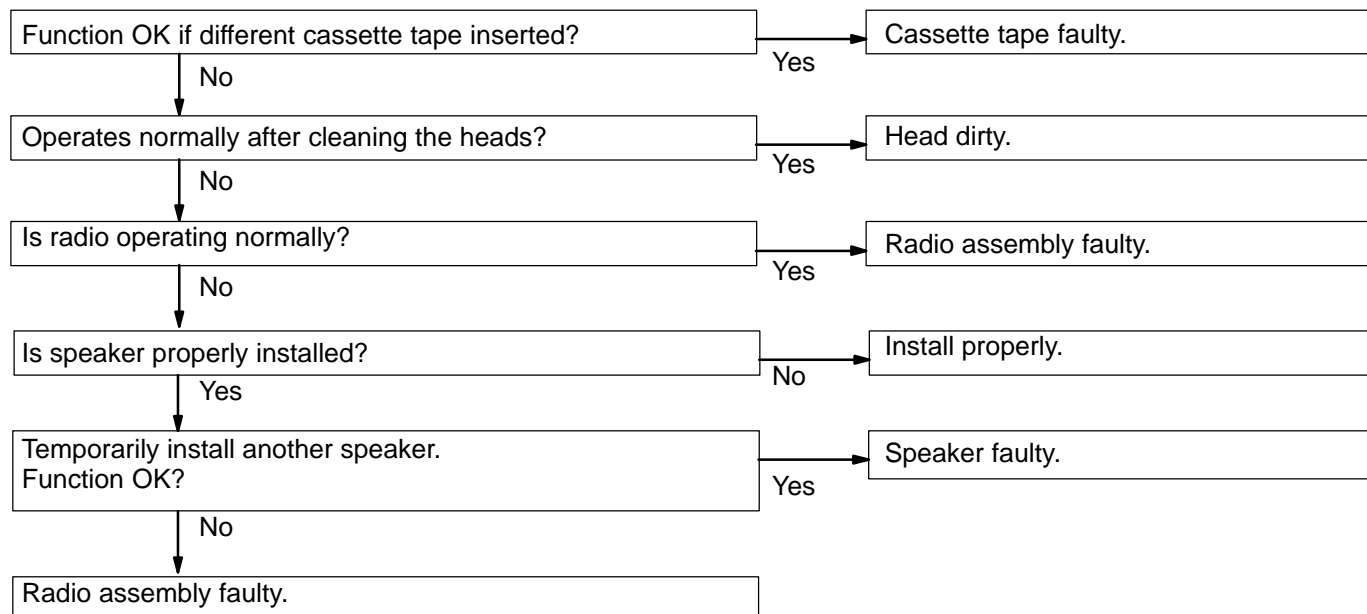 Function OK if different cassette tape inserted?
Yes
Cassette tape faulty.
No
Operates normally after cleaning the heads?
Yes
Head dirty.
No
Is radio operating normally?
Yes
Radio assembly faulty.
No
Is speaker properly installed?
No
Install properly.
Yes
Temporarily install another speaker.
Function OK?
Yes
Speaker faulty.
No
Radio assembly faulty.